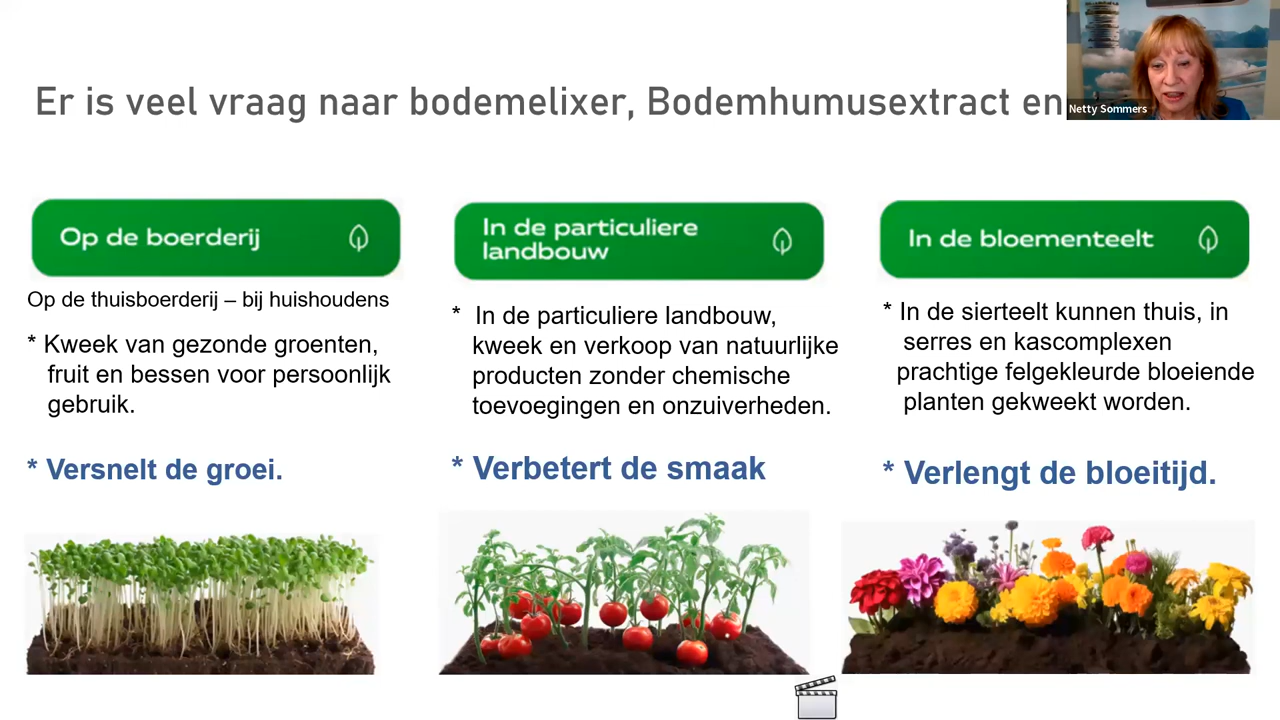 Er is veel vraag naar bodemelixer, Bodemhumusextract en
Netty Sommers
Op de boerderij
Op de thuisboerderij – bij huishoudens
* Kweek van gezonde groenten,
fruit en bessen voor persoonlijk
gebruik.
* Versnelt de groei.
In de particuliere
landbouw
* In de particuliere landbouw,
kweek en verkoop van natuurlijke
producten zonder chemische
toevoegingen en onzuiverheden.
* Verbetert de smaak
In de bloementeelt
* In de sierteelt kunnen thuis, in
serres en kascomplexen
prachtige felgekleurde bloeiende
planten gekweekt worden.
* Verlengt de bloeitijd.